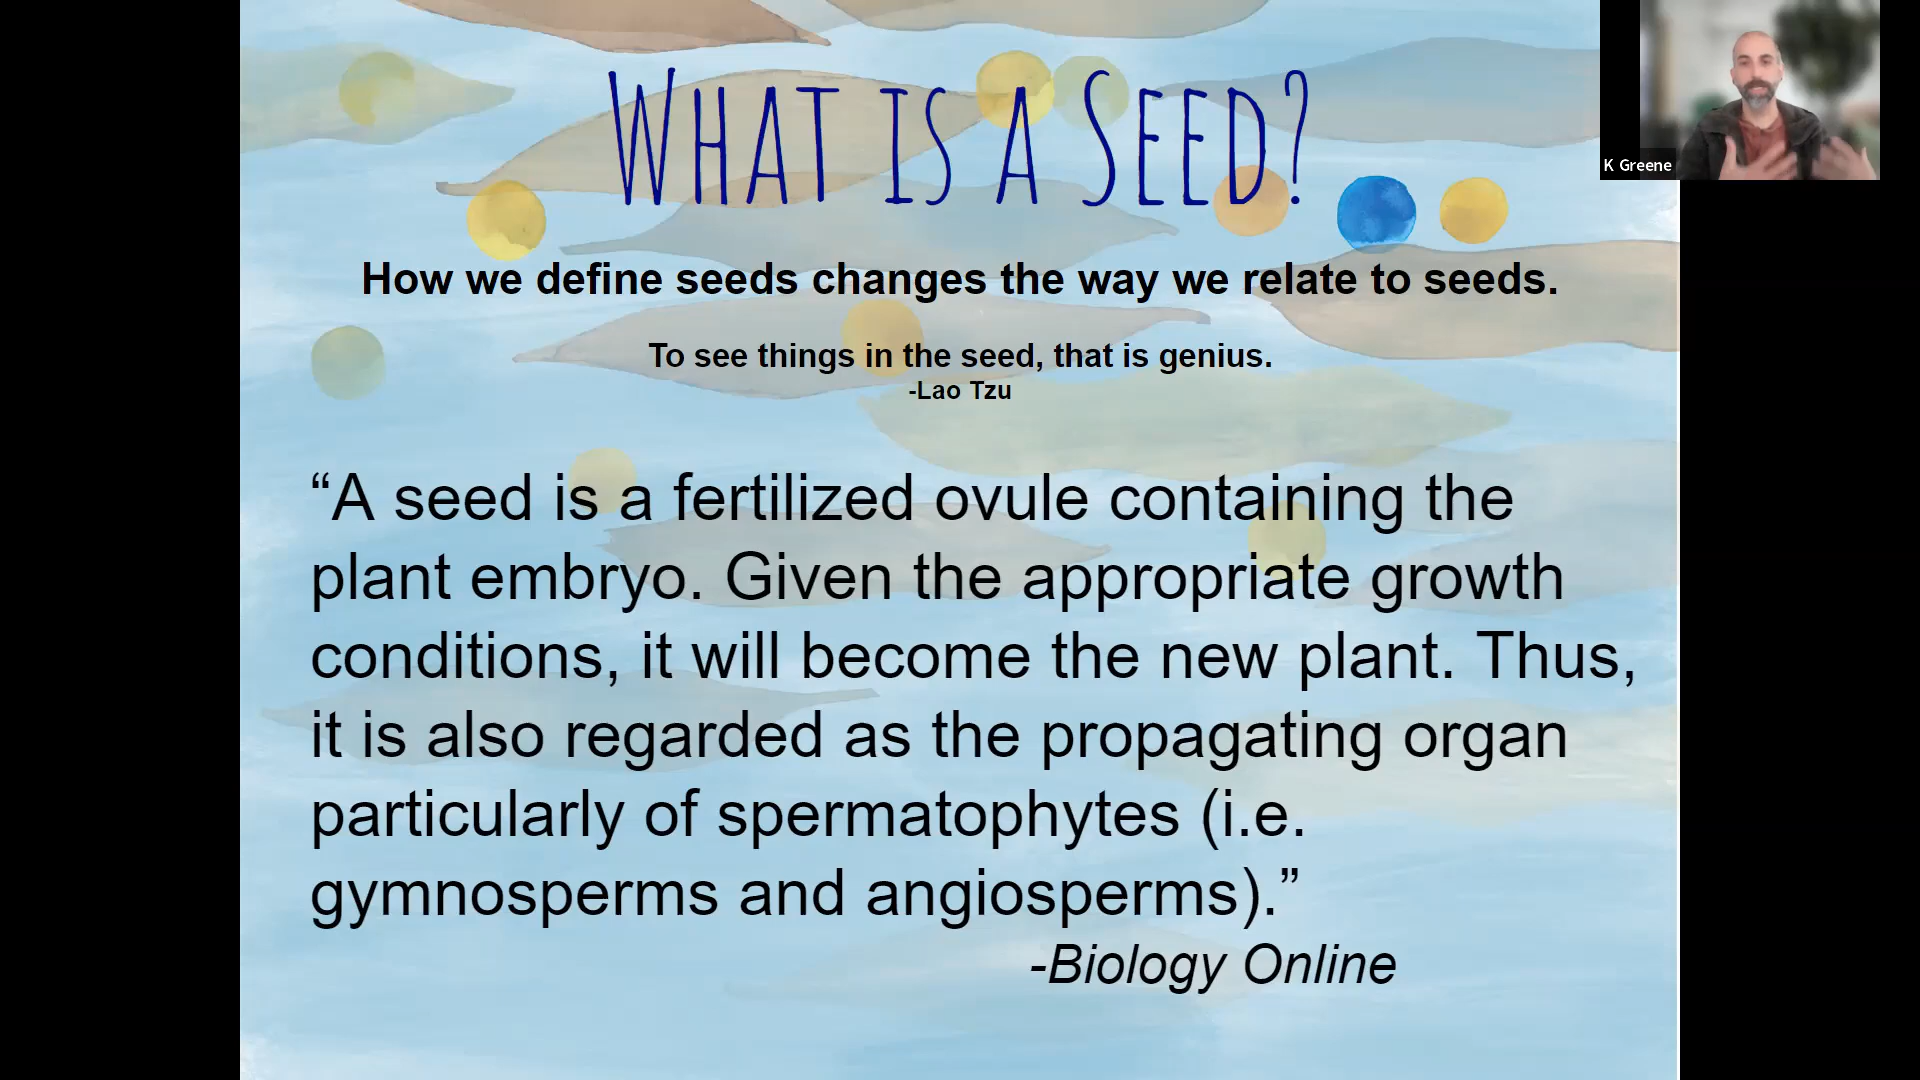 What is a Seed?
K Greene
How we define seeds changes the way we relate to seeds.
To see things in the seed, that is genius.
-Lao Tzu
“A seed is a fertilized ovule containing the
plant embryo. Given the appropriate growth
conditions, it will become the new plant. Thus,
it is also regarded as the propagating organ
particularly of spermatophytes (i.e.
gymnosperms and angiosperms).”
-Biology Online